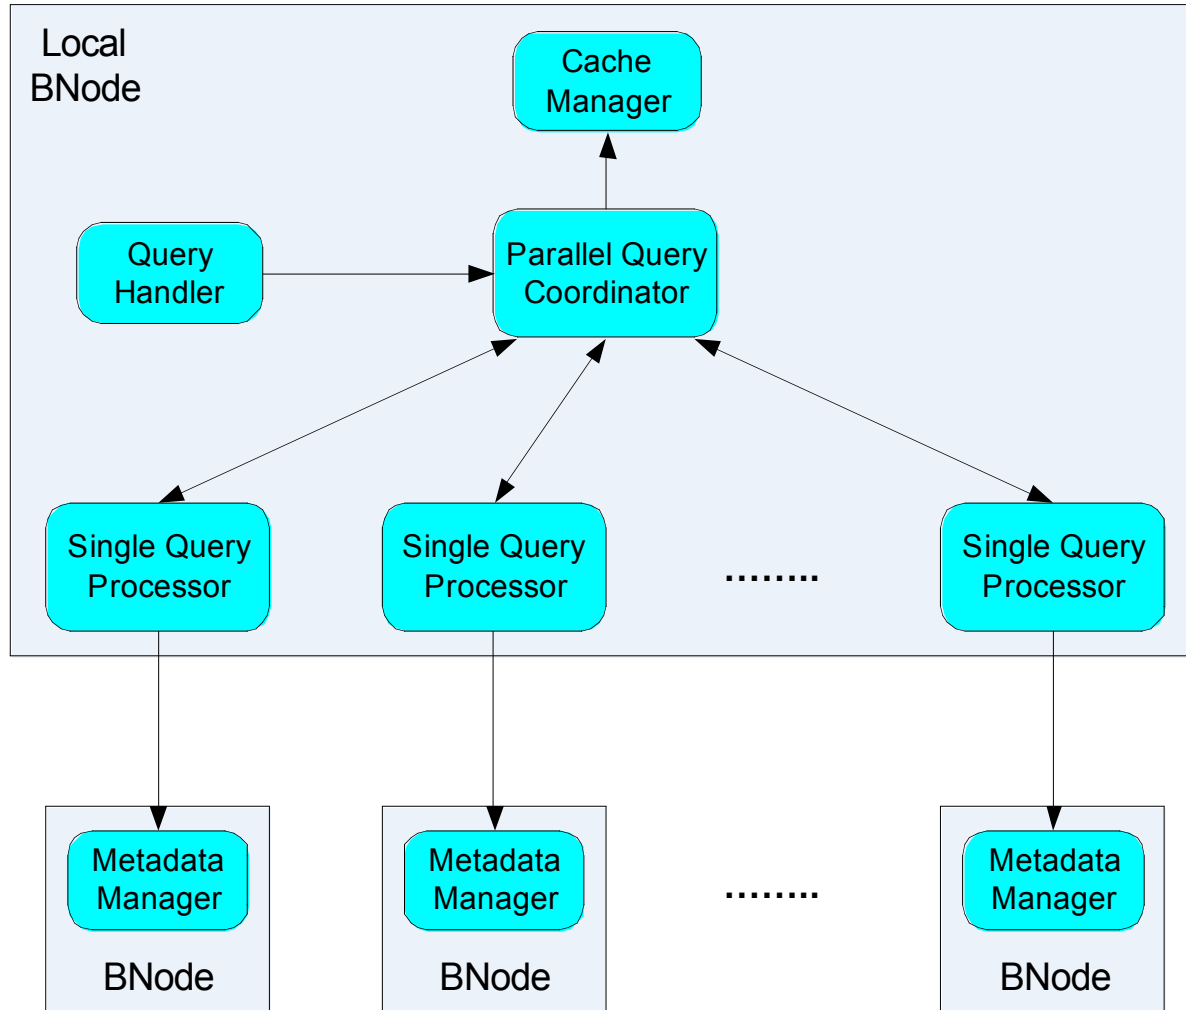 Local
BNode
Cache
Manager
Query
Handler
Parallel Query
Coordinator
Single Query
Processor
Single Query
Processor
........
Single Query
Processor
Metadata
Manager
BNode
Metadata
Manager
BNode
........
Metadata
Manager
BNode